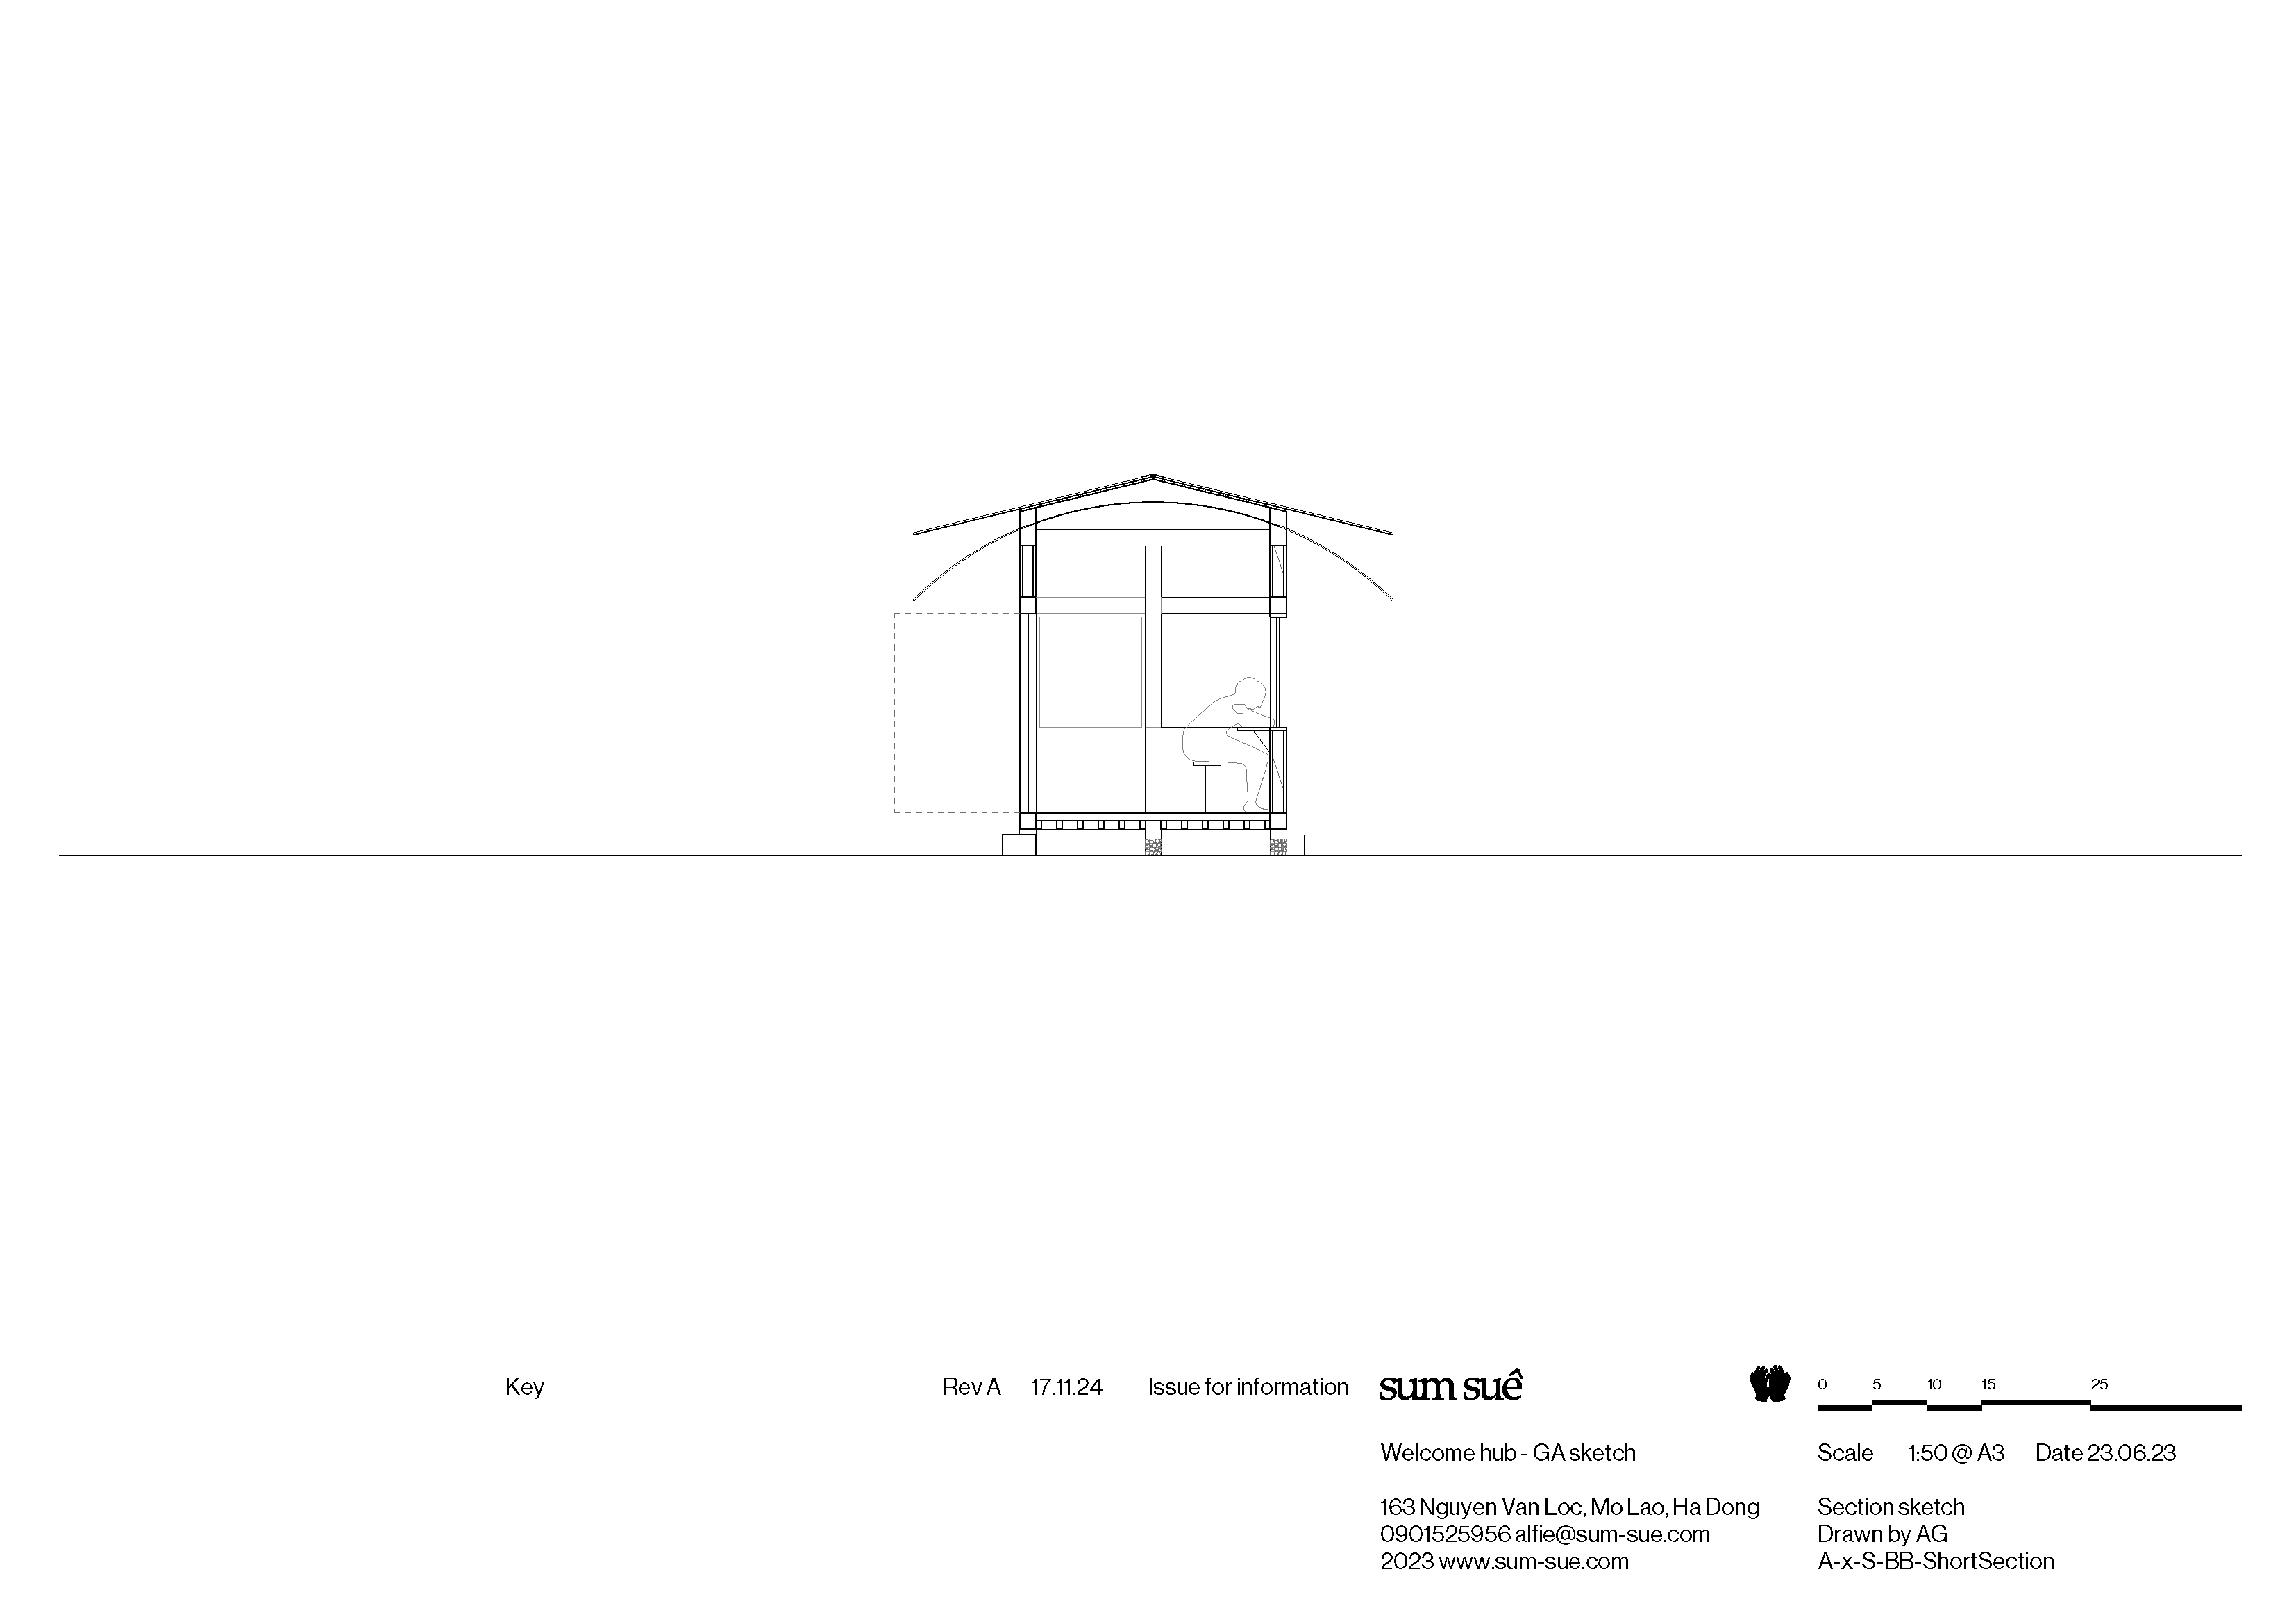 Key
Rev A 17.11.24 Issue for information
sum suê
0 5 10 15 25
Welcome hub - GA sketch
Scale 1:50 @ A3 Date 23.06.23
163 Nguyen Van Loc, Mo Lao, Ha Dong
0901525956 alfie@sum-sue.com
2023 www.sum-sue.com
Section sketch
Drawn by AG
A-x-S-BB-ShortSection